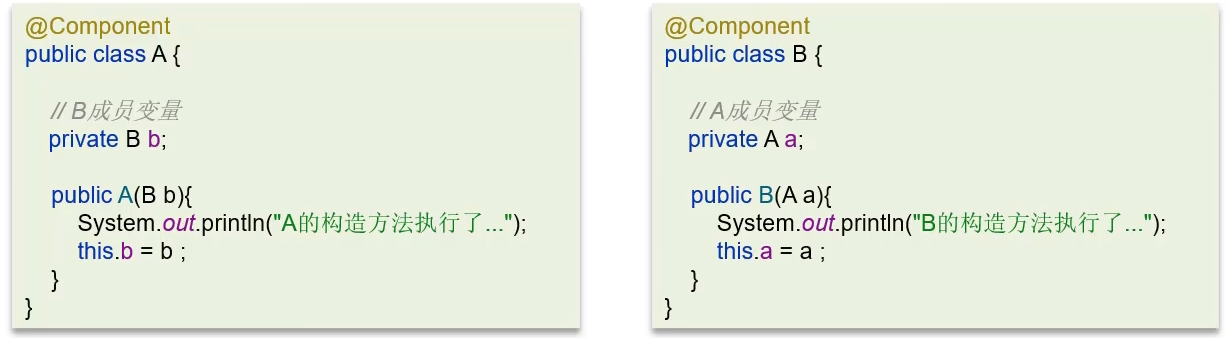 @Component
public class A {
// B成员变量
private B b;
public A(B b){
System.out.println("A的构造方法执行了...");
this.b = b ;
}
}
@Component
public class B {
// A成员变量
private A a;
public B(A a){
System.out.println("B的构造方法执行了...");
this.a = a ;
}
}